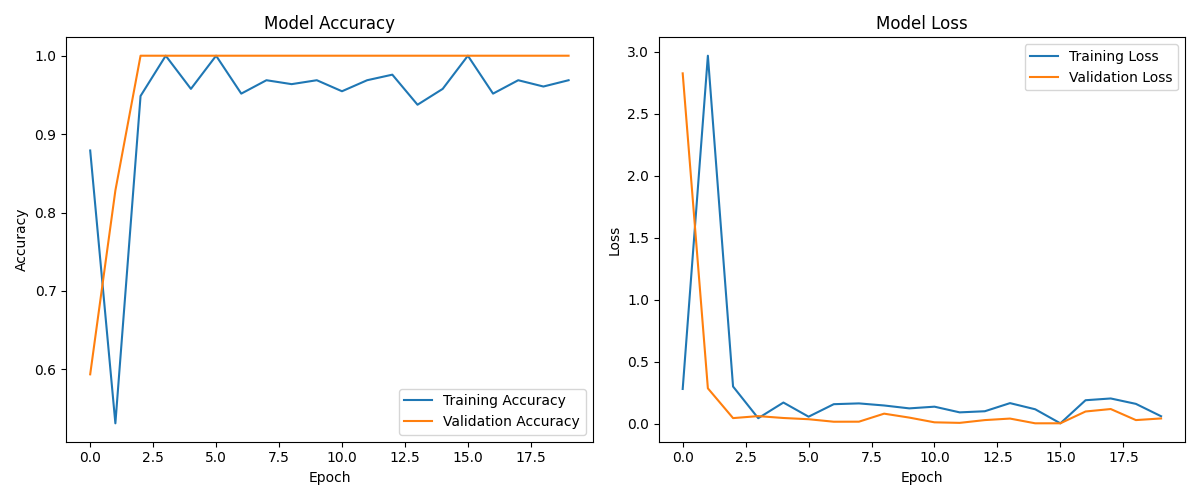 Model Accuracy
Accuracy
1.0
0.9
0.8
0.7
0.6
0.0 2.5 5.0 7.5 10.0 12.5 15.0 17.5
Epoch
Training Accuracy
Validation Accuracy
Model Loss
Loss
3.0
2.5
2.0
1.5
1.0
0.5
0.0
0.0 2.5 5.0 7.5 10.0 12.5 15.0 17.5
Epoch
Training Loss
Validation Loss